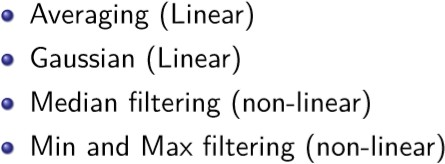 Averaging (Linear)
Gaussian (Linear)
Median filtering (non-linear)
Min and Max filtering (non-linear)